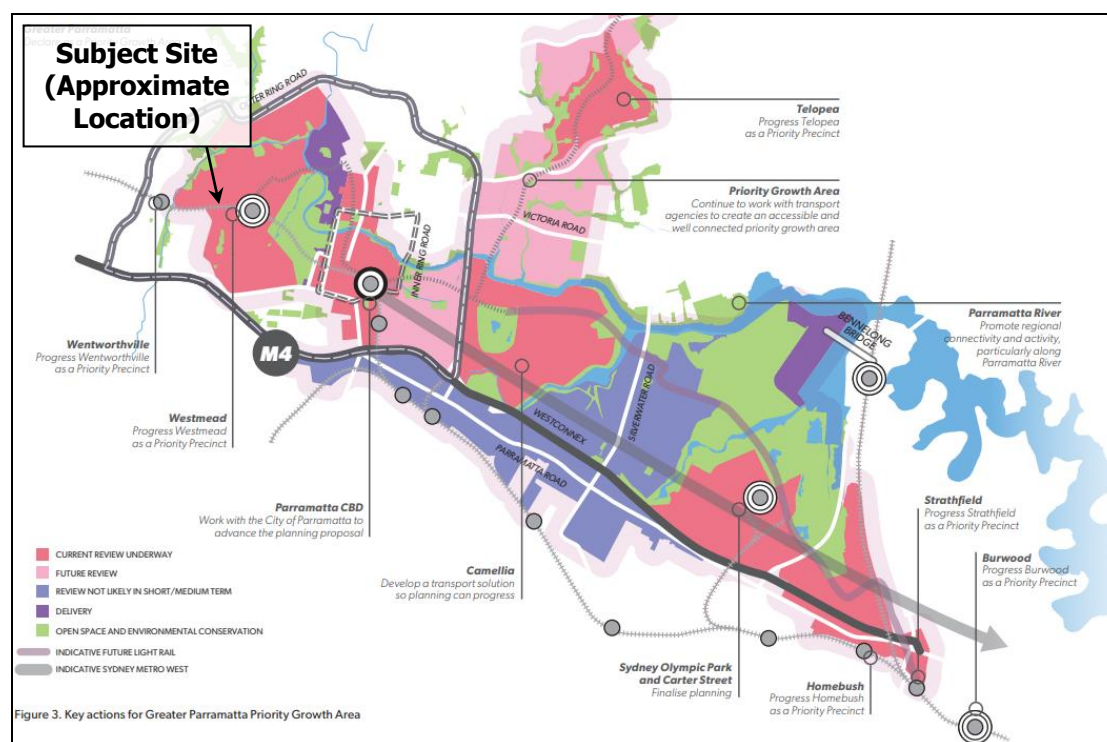 Greater Parramatta
Subject Site
(Approximate
Location)
OUTER RING ROAD
Telopea
Progress Telopea
as a Priority Precinct
Priority Growth Area
Continue to work with transport
agencies to create an accessible and
well connected priority growth area
VICTORIA ROAD
INNER RING ROAD
Parramatta River
Promote regional
connectivity and activity,
particularly along
Parramatta River
BENNELONG
BRIDGE
Wentworthville
Progress Wentworthville
as a Priority Precinct
M4
Westmead
Progress Westmead
as a Priority Precinct
WESTCONNEX
SILVERWATER ROAD
PARRAMATTA ROAD
Parramatta CBD
Work with the City of Parramatta to
advance the planning proposal
Camellia
Develop a transport solution
so planning can progress
Strathfield
Progress Strathfield
as a Priority Precinct
Burwood
Progress Burwood
as a Priority Precinct
Sydney Olympic Park
and Carter Street
Finalise planning
Homebush
Progress Homebush
as a Priority Precinct
CURRENT REVIEW UNDERWAY
FUTURE REVIEW
REVIEW NOT LIKELY IN SHORT/MEDIUM TERM
DELIVERY
OPEN SPACE AND ENVIRONMENTAL CONSERVATION
INDICATIVE FUTURE LIGHT RAIL
INDICATIVE SYDNEY METRO WEST
Figure 3. Key actions for Greater Parramatta Priority Growth Area